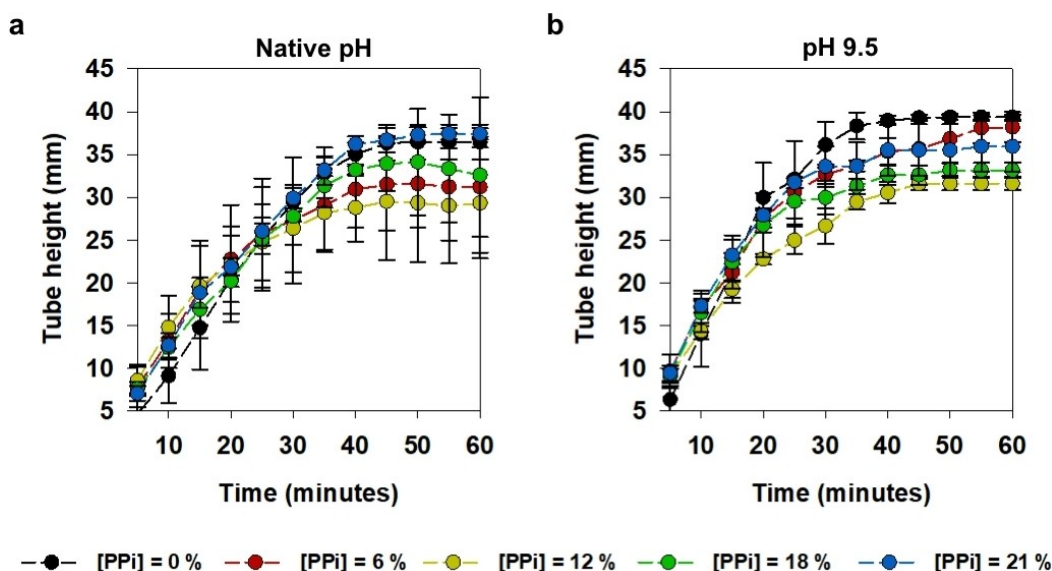 a
Native pH
45
40
35
30
25
20
15
10
5
Tube height (mm)
10 20 30 40 50 60
Time (minutes)
b
pH 9.5
45
40
35
30
25
20
15
10
5
Tube height (mm)
10 20 30 40 50 60
Time (minutes)
[PPi] = 0 % [PPi] = 6 % [PPi] = 12 % [PPi] = 18 % [PPi] = 21 %